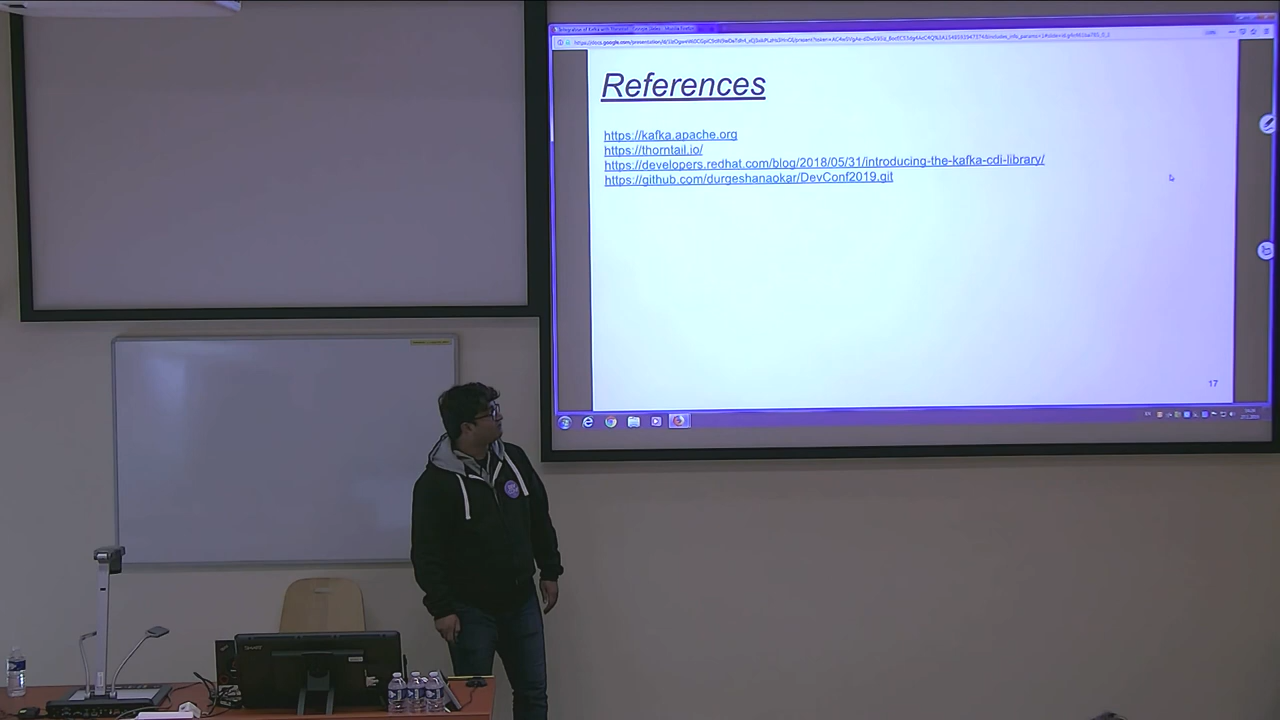 References
https://kafka.apache.org
https://thorntail.io/
https://developers.redhat.com/blog/2018/05/31/introducing-the-kafka-cdi-library/
https://github.com/durgeshanaokar/DevConf2019.git
17